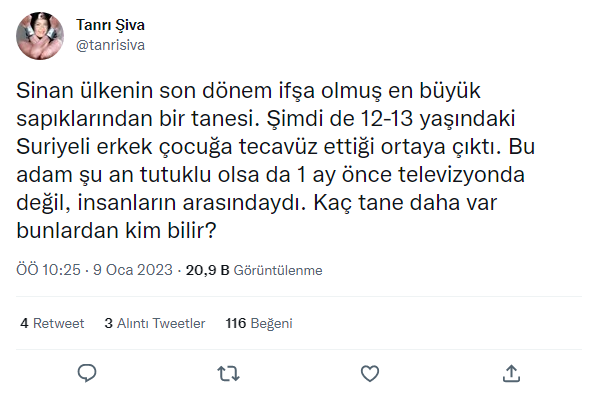 Tanrı Şiva
@tanrisiva
Sinan ülkenin son dönem ifşa olmuş en büyük
sapıklarından bir tanesi. Şimdi de 12-13 yaşındaki
Suriyeli erkek çocuğa tecavüz ettiği ortaya çıktı. Bu
adam şu an tutuklu olsa da 1 ay önce televizyonda
değil, insanların arasındaydı. Kaç tane daha var
bunlardan kim bilir?
ÖÖ 10:25 · 9 Oca 2023 · 20,9 B Görüntülenme
4 Retweet 3 Alıntı Tweetler 116 Beğeni